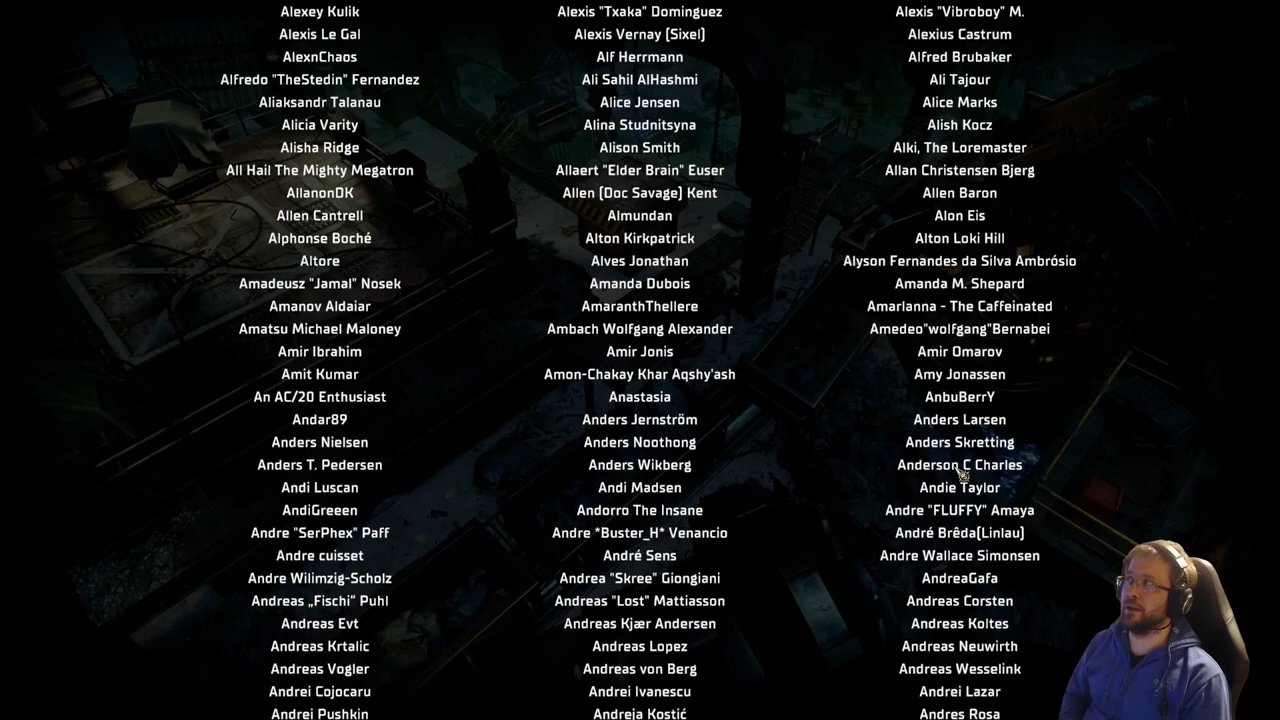 Alexey Kulik Alexis "Txaka" Dominguez Alexis "Vibroboy" M.
Alexis Le Gal Alexis Vernay (Sixel) Alexius Castrum
AlexnChaos Alf Herrmann Alfred Brubaker
Alfredo "TheStedin" Fernandez Ali Sahil AlHashmi Ali Tajour
Aliaksandr Talanau Alice Jensen Alice Marks
Alicia Varity Alina Studnitsyna Alish Kocz
Alisha Ridge Alison Smith Alki, The Loremaster
All Hail The Mighty Megatron Allaert "Elder Brain" Euser Allan Christensen Bjerg
AllanonDK Allen (Doc Savage) Kent Allen Baron
Allen Cantrell Almundan Alon Eis
Alphonse Boché Alton Kirkpatrick Alton Loki Hill
Altore Alves Jonathan Alyson Fernandes da Silva Ambrósio
Amadeusz "Jamal" Nosek Amanda Dubois Amanda M. Shepard
Amanov Aldaiar AmaranthThellere Amarlanna - The Caffeinated
Amatsu Michael Maloney Ambach Wolfgang Alexander Amedeo"wolfgang"Bernabei
Amir Ibrahim Amir Jonis Amir Omarov
Amit Kumar Amon-Chakay Khar Aqshy'ash Amy Jonassen
An AC/20 Enthusiast Anastasia AnbuBerrY
Andar89 Anders Jernström Anders Larsen
Anders Nielsen Anders Noothong Anders Skretting
Anders T. Pedersen Anders Wikberg Anderson C Charles
Andi Luscan Andi Madsen Andie Taylor
AndiGreeen Andorro The Insane Andre "FLUFFY" Amaya
Andre "SerPhex" Paff Andre *Buster_H* Venancio André Brêda(Linlau)
Andre cuisset André Sens Andre Wallace Simonsen
Andre Wilimzig-Scholz Andrea "Skree" Giongiani AndreaGafa
Andreas „Fischi“ Puhl Andreas "Lost" Mattiasson Andreas Corsten
Andreas Evt Andreas Kjær Andersen Andreas Koltes
Andreas Krtalic Andreas Lopez Andreas Neuwirth
Andreas Vogler Andreas von Berg Andreas Wesselink
Andrei Cojocaru Andrei Ivanescu Andrei Lazar
Andrei Pushkin Andreja Kostić Andres Rosa